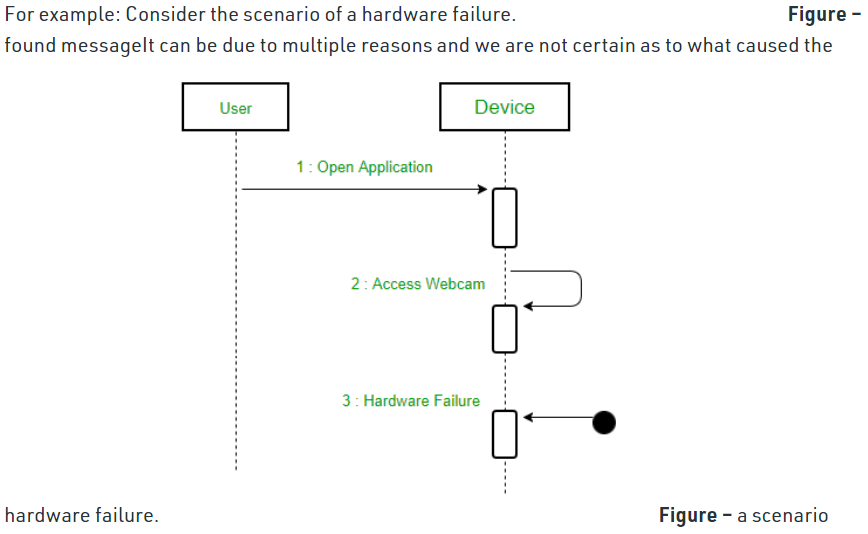 For example: Consider the scenario of a hardware failure. Figure –
found messageIt can be due to multiple reasons and we are not certain as to what caused the
User
Device
1 : Open Application
2 : Access Webcam
3 : Hardware Failure
hardware failure. Figure – a scenario